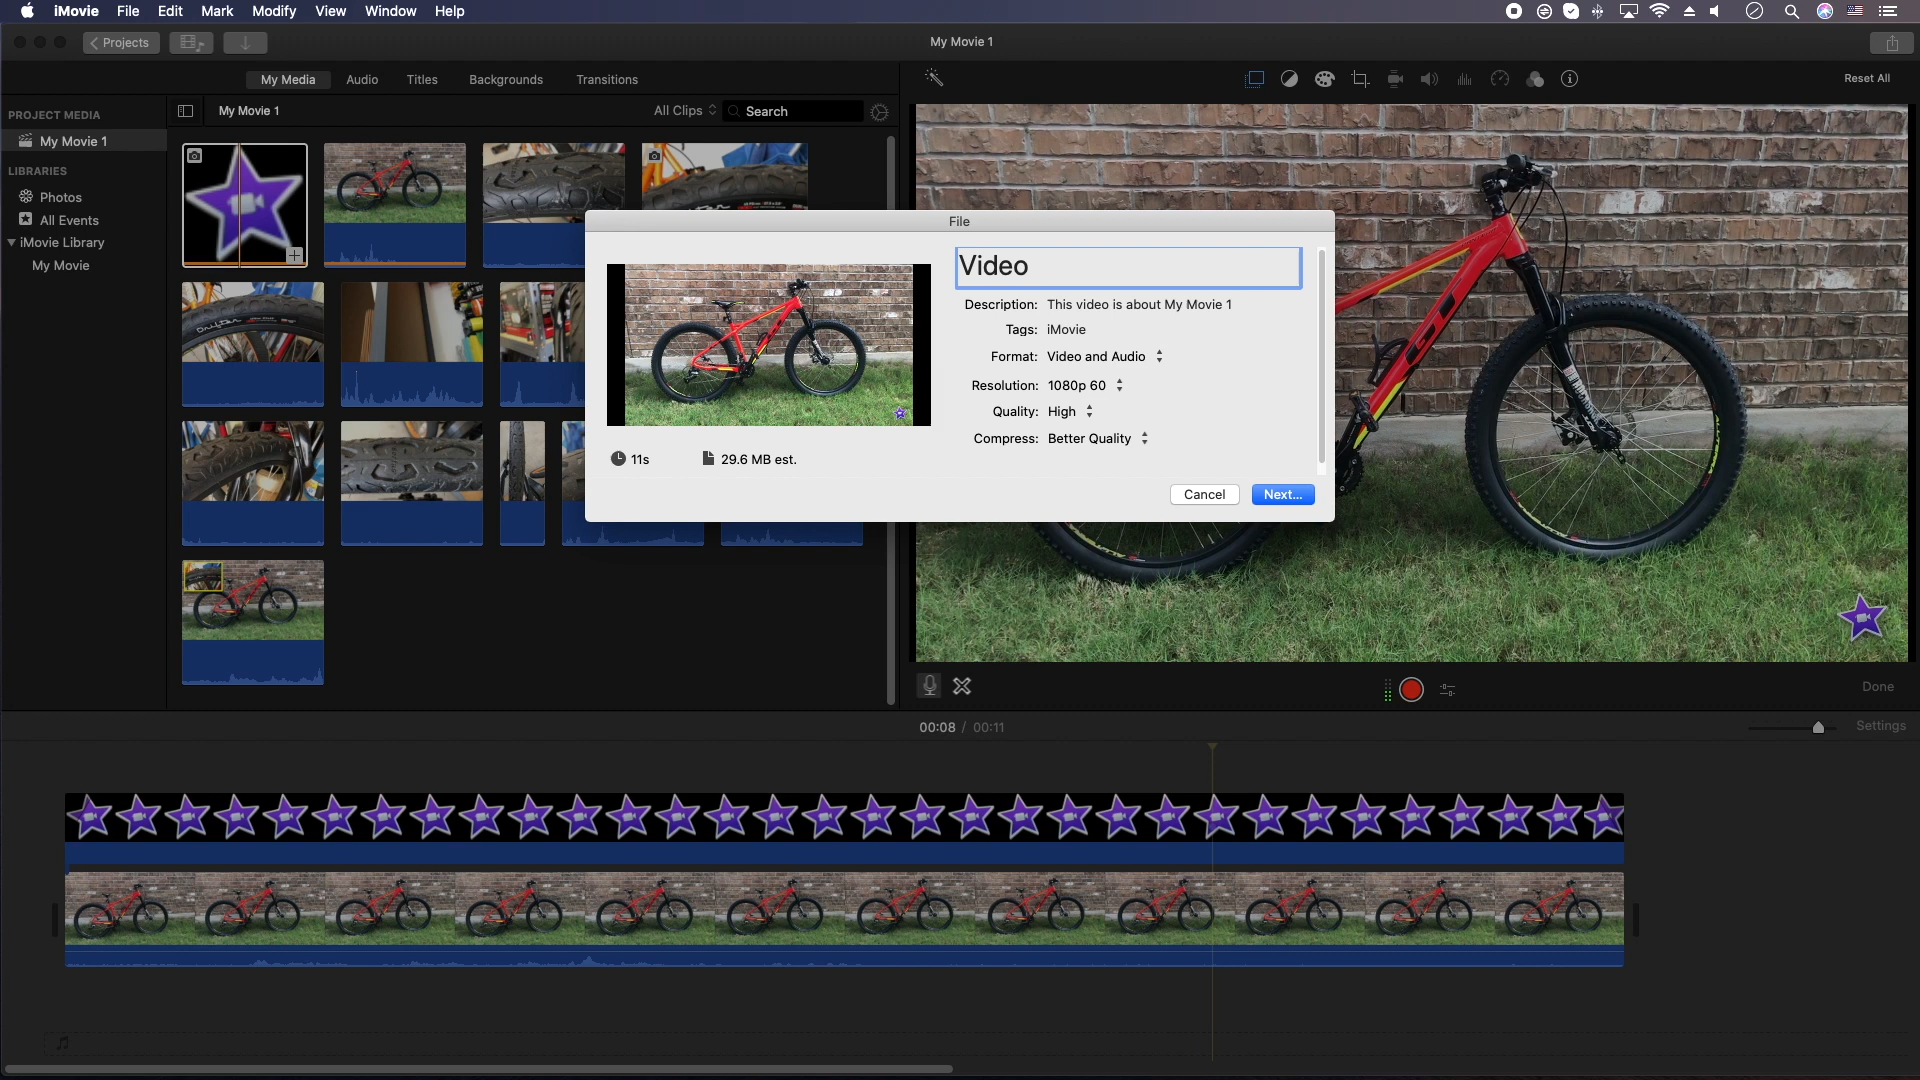 iMovie File Edit Mark Modify View Window Help
Projects
My Movie 1
My Media Audio Titles Backgrounds Transitions
Reset All
PROJECT MEDIA
My Movie 1
LIBRARIES
Photos
All Events
iMovie Library
My Movie
My Movie 1
All Clips
Search
File
Video
Description: This video is about My Movie 1
Tags: iMovie
Format: Video and Audio
Resolution: 1080p 60
Quality: High
Compress: Better Quality
11s
29.6 MB est.
Cancel
Next...
Done
00:08 / 00:11
Settings